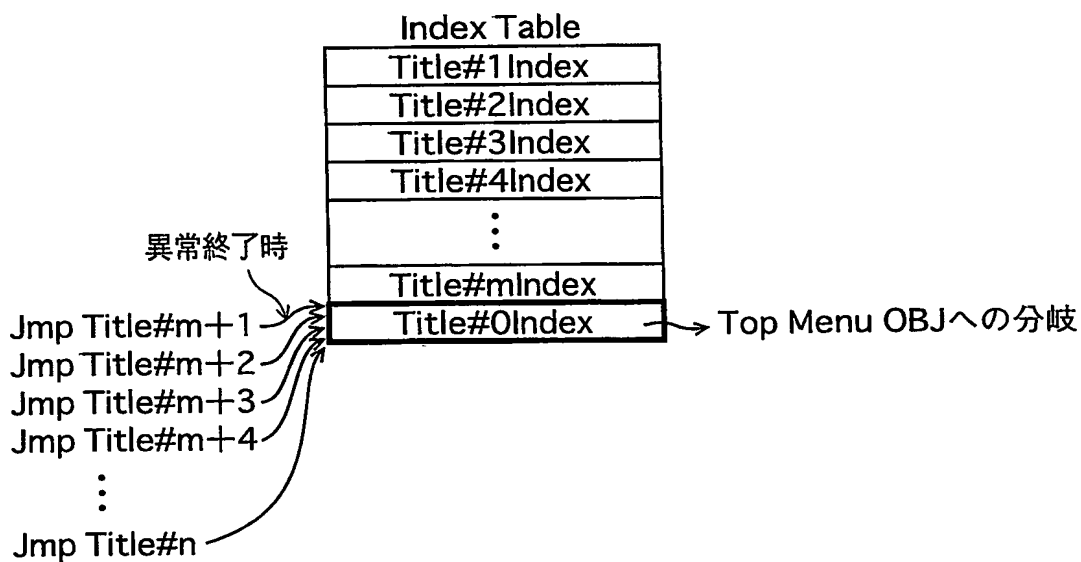 Index Table
Title#1Index
Title#2Index
Title#3Index
Title#4Index
⋮
Title#mIndex
Title#0Index
Top Menu OBJへの分岐
異常終了時
Jmp Title#m+1
Jmp Title#m+2
Jmp Title#m+3
Jmp Title#m+4
⋮
Jmp Title#n